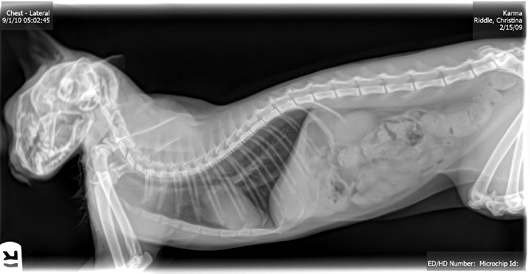 Chest - Lateral
9/1/10 05:02:45
Karma
Riddle, Christina
2/15/09
R
ED/HD Number: Microchip Id: